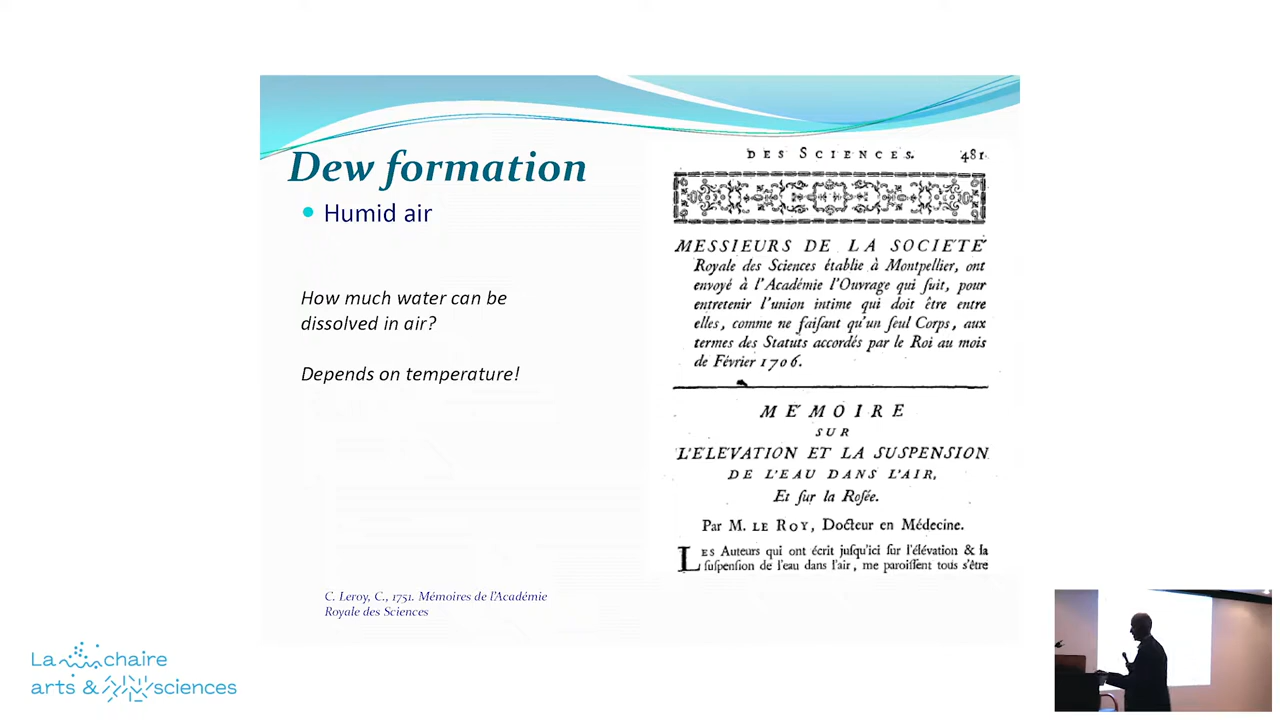 Dew formation
Humid air
How much water can be
dissolved in air?
Depends on temperature!
C. Leroy, C., 1751. Mémoires de l'Académie
Royale des Sciences
DES SCIENCES. 481
MESSIEURS DE LA SOCIETÉ
Royale des Sciences établie à Montpellier, ont
envoyé à l'Académie l'Ouvrage qui ſuit, pour
entretenir l'union intime qui doit être entre
elles, comme ne faiſant qu'un ſeul Corps, aux
termes des Statuts accordés par le Roi au mois
de Février 1706.
MÉMOIRE
SUR
L'ÉLÉVATION ET LA SUSPENSION
DE L'EAU DANS L'AIR,
Et ſur la Roſée.
Par M. LE ROY, Docteur en Médecine.
LES Auteurs qui ont écrit juſqu'ici ſur l'élévation & la
ſuſpenſion de l'eau dans l'air, me paroiſſent tous s'être
La chaire
arts & sciences